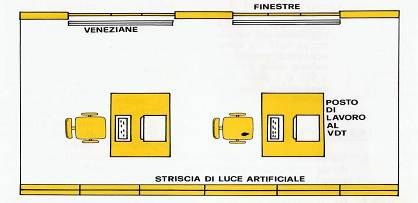 FINESTRE
VENEZIANE
POSTO
DI
LAVORO
AL
VDT
STRISCIA DI LUCE ARTIFICIALE